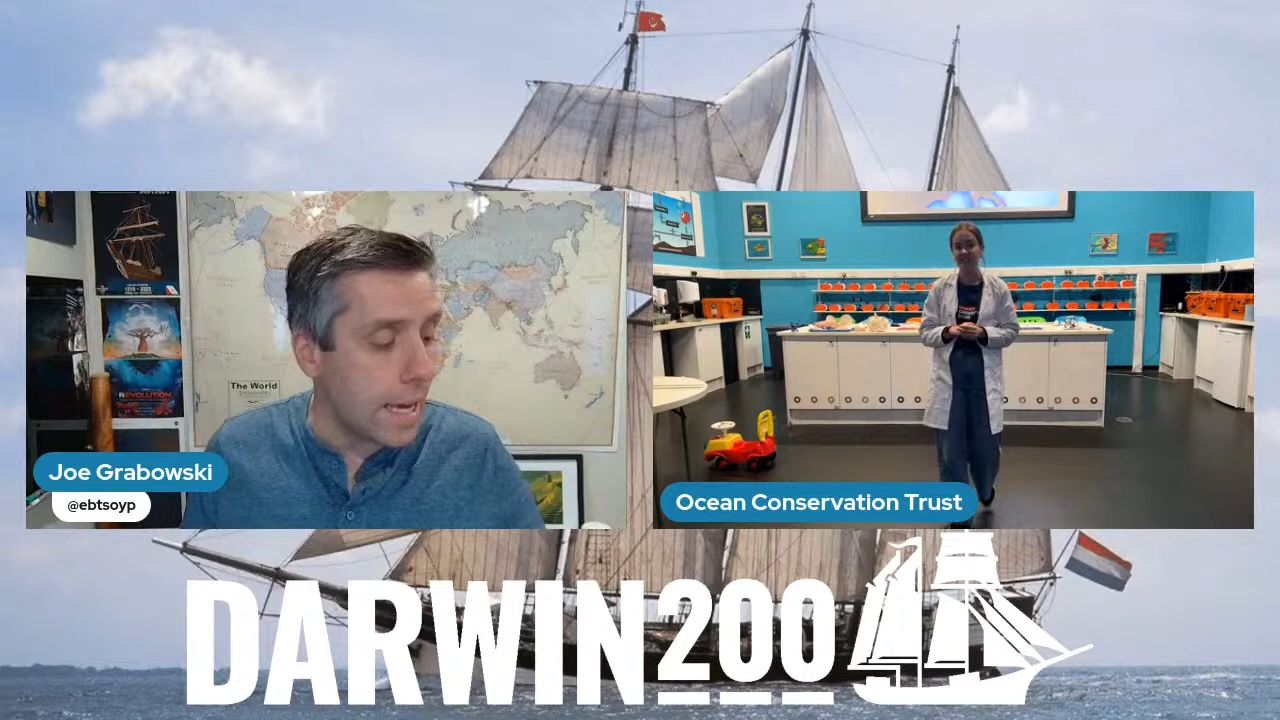 REVOLUTION
The World
Joe Grabowski
@ebtsoyp
Ocean Conservation Trust
DARWIN200